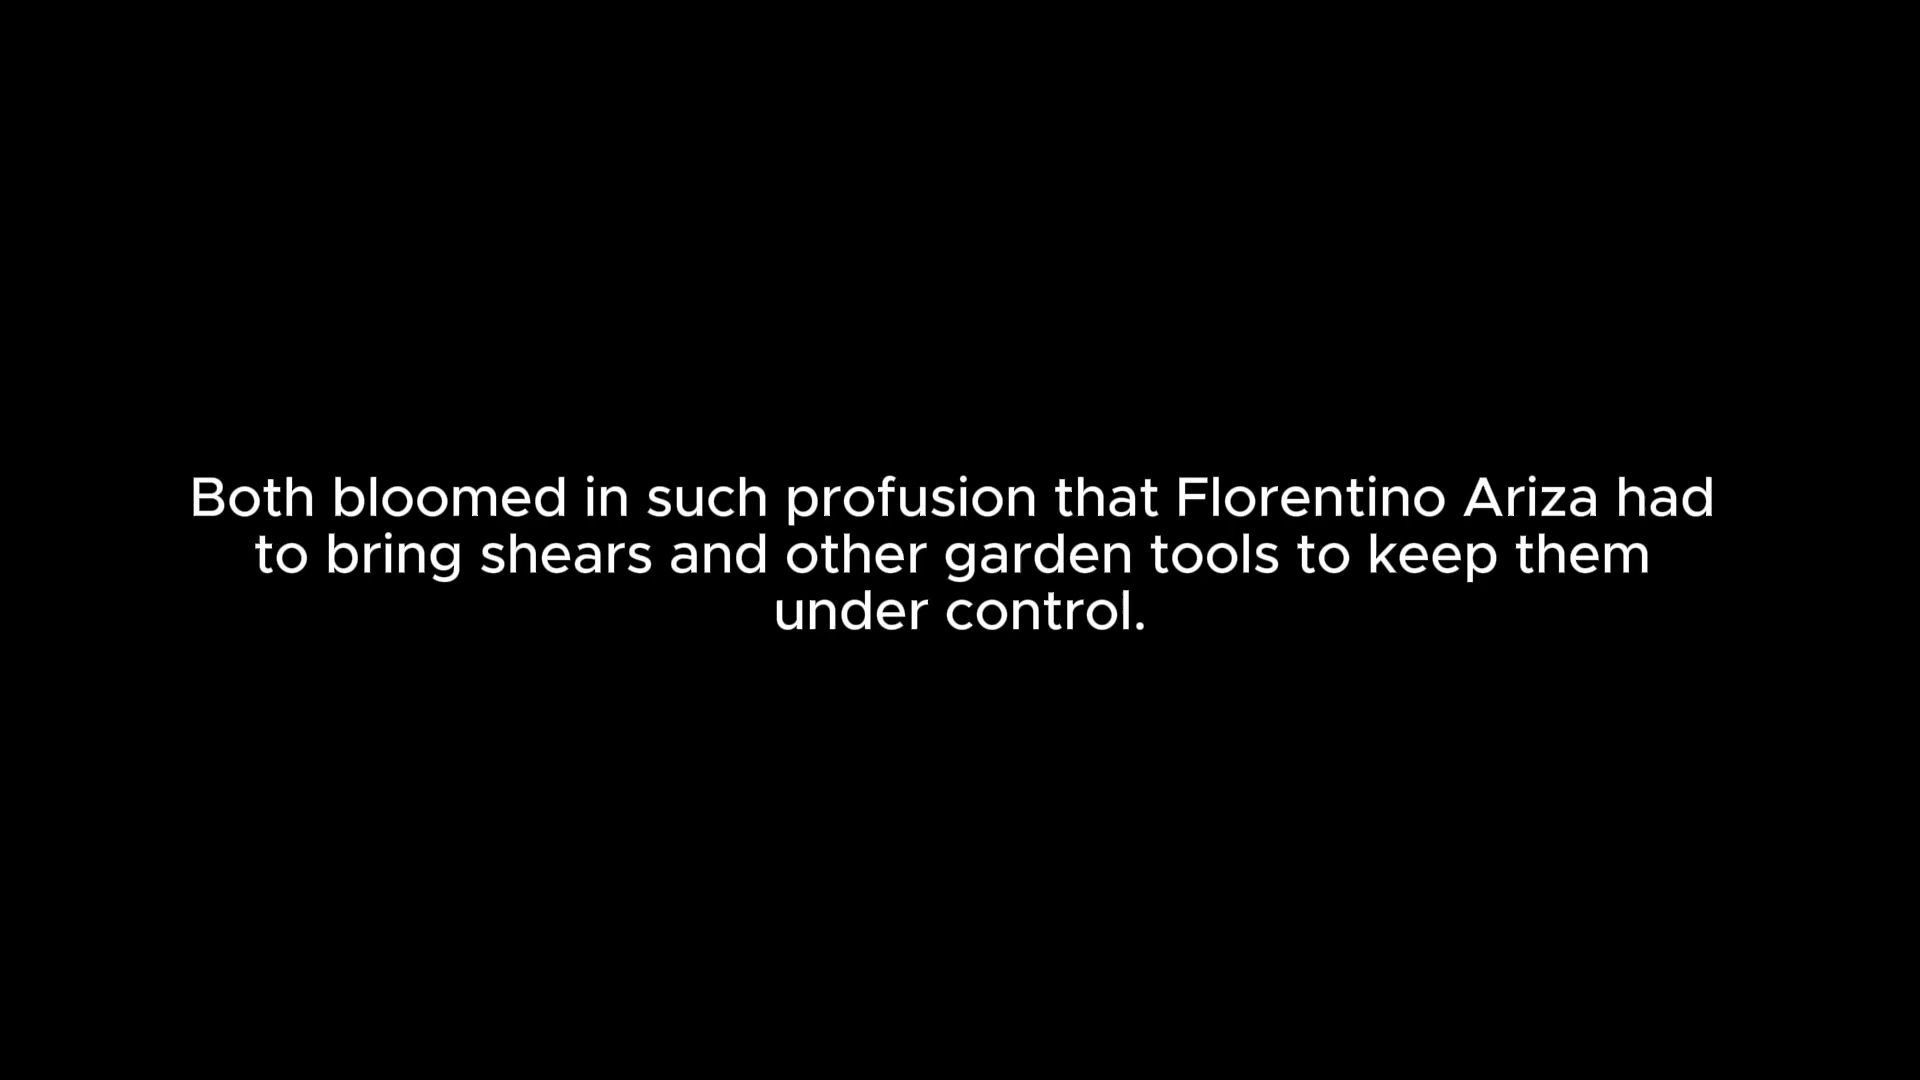 Both bloomed in such profusion that Florentino Ariza had
to bring shears and other garden tools to keep them
under control.